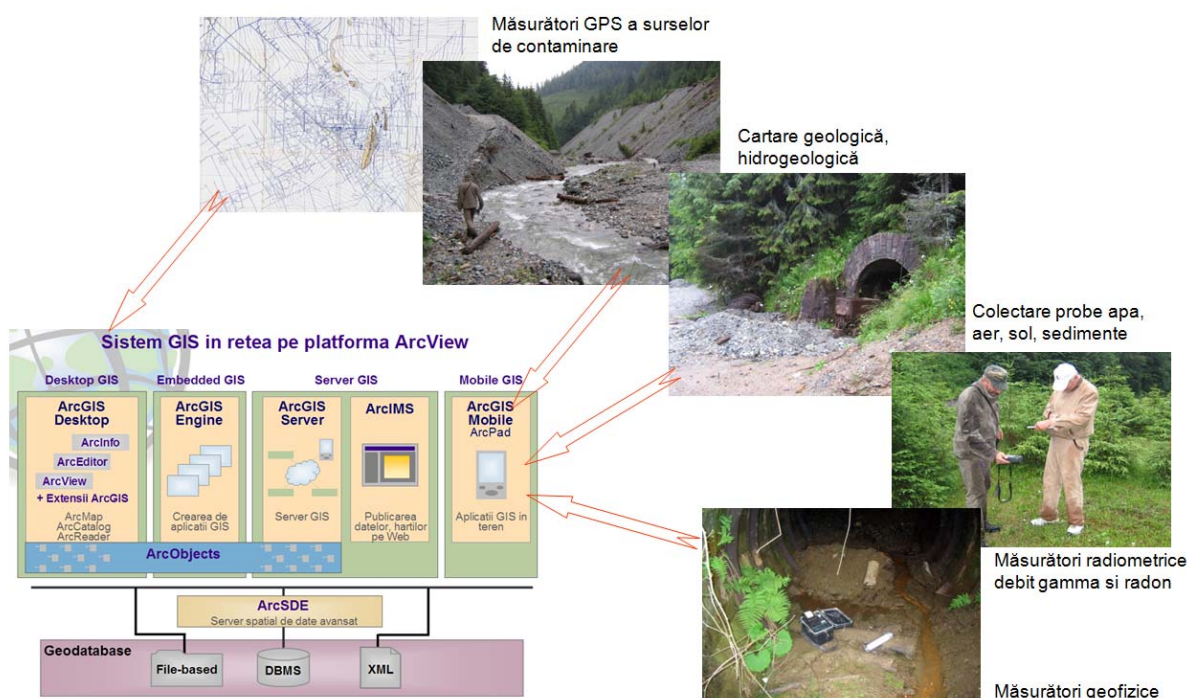 Măsurători GPS a surselor
de contaminare
Cartare geologică,
hidrogeologică
Colectare probe apa,
aer, sol, sedimente
Măsurători radiometrice
debit gamma si radon
Măsurători geofizice
Sistem GIS in retea pe platforma ArcView
Desktop GIS
Embedded GIS
Server GIS
Mobile GIS
ArcGIS
Desktop
ArcInfo
ArcEditor
ArcView
+ Extensii ArcGIS
ArcMap
ArcCatalog
ArcReader
ArcGIS
Engine
Crearea de
aplicatii GIS
ArcGIS
Server
Server GIS
ArcIMS
Publicarea
datelor, hartilor
pe Web
ArcGIS
Mobile
ArcPad
Aplicatii GIS in
teren
ArcObjects
ArcSDE
Server spatial de date avansat
Geodatabase
File-based
DBMS
XML